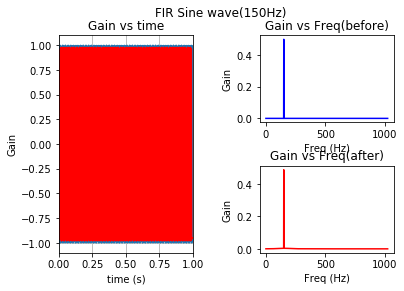 FIR Sine wave(150Hz)
Gain vs time
1.00
0.75
0.50
0.25
0.00
−0.25
−0.50
−0.75
−1.00
Gain
0.00 0.25 0.50 0.75 1.00
time (s)
Gain vs Freq(before)
0.4
0.2
0.0
Gain
0 500 1000
Freq (Hz)
Gain vs Freq(after)
0.4
0.2
0.0
Gain
0 500 1000
Freq (Hz)